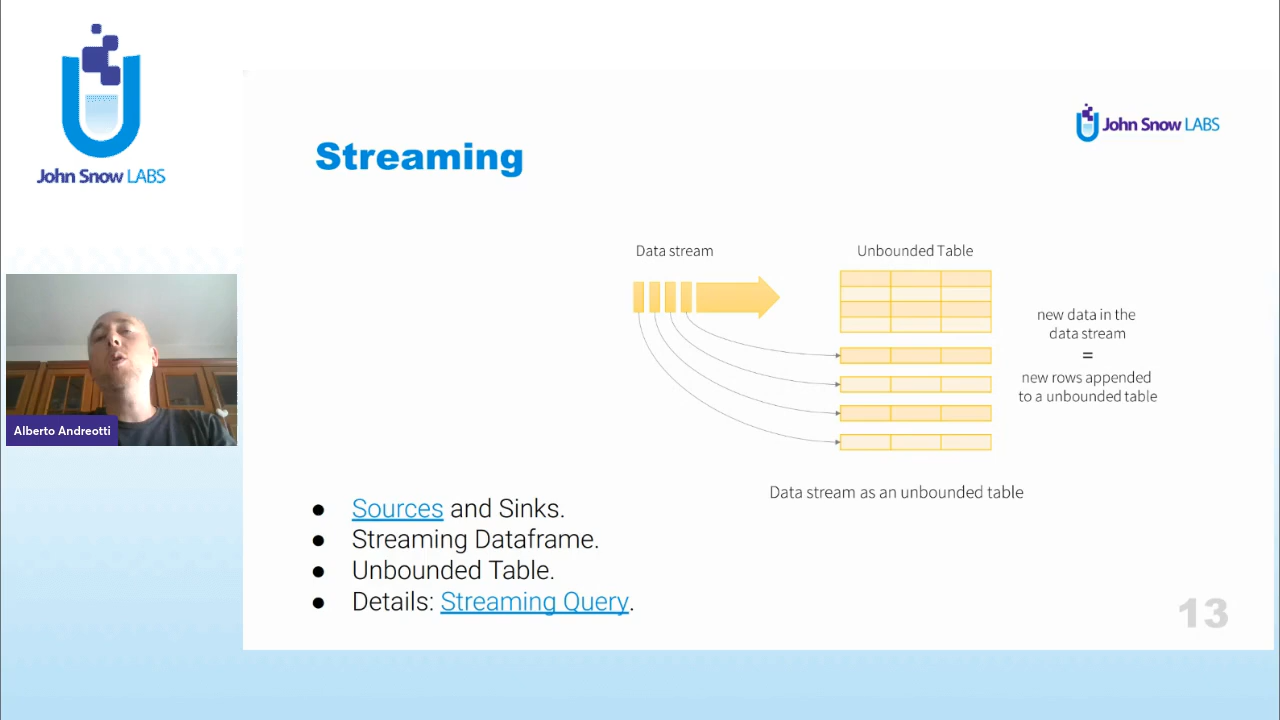 John Snow LABS
John Snow LABS
Streaming
Data stream
Unbounded Table
new data in the
data stream
=
new rows appended
to a unbounded table
Data stream as an unbounded table
● Sources and Sinks.
● Streaming Dataframe.
● Unbounded Table.
● Details: Streaming Query.
Alberto Andreotti
13